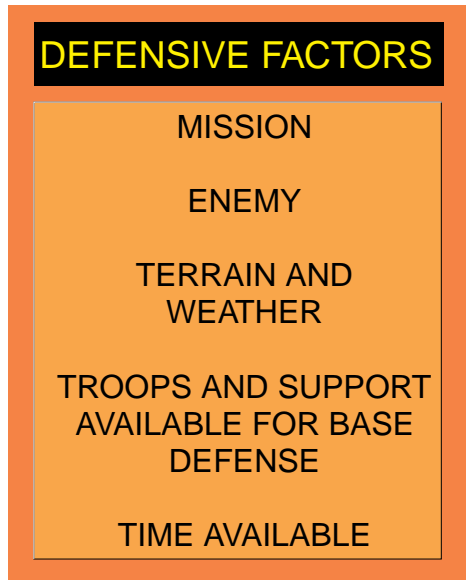 DEFENSIVE FACTORS
MISSION
ENEMY
TERRAIN AND
WEATHER
TROOPS AND SUPPORT
AVAILABLE FOR BASE
DEFENSE
TIME AVAILABLE